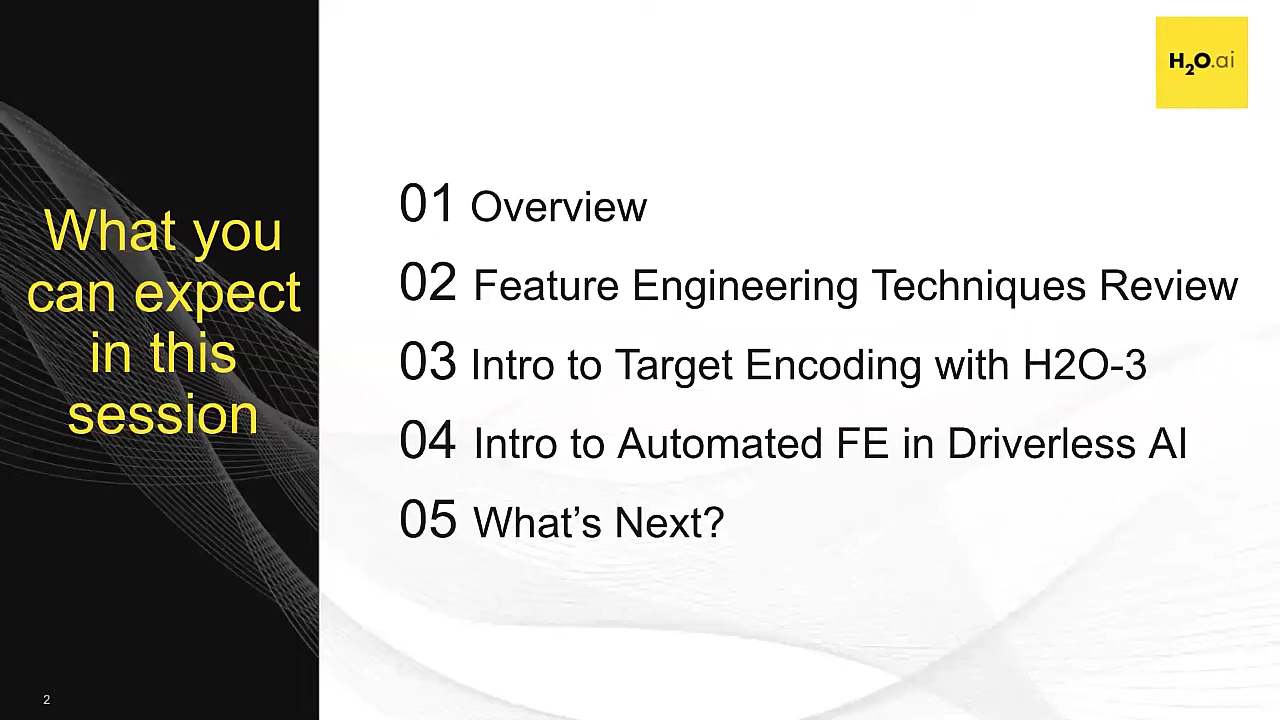 What you
can expect
in this
session
H2O.ai
01 Overview
02 Feature Engineering Techniques Review
03 Intro to Target Encoding with H2O-3
04 Intro to Automated FE in Driverless AI
05 What’s Next?
2